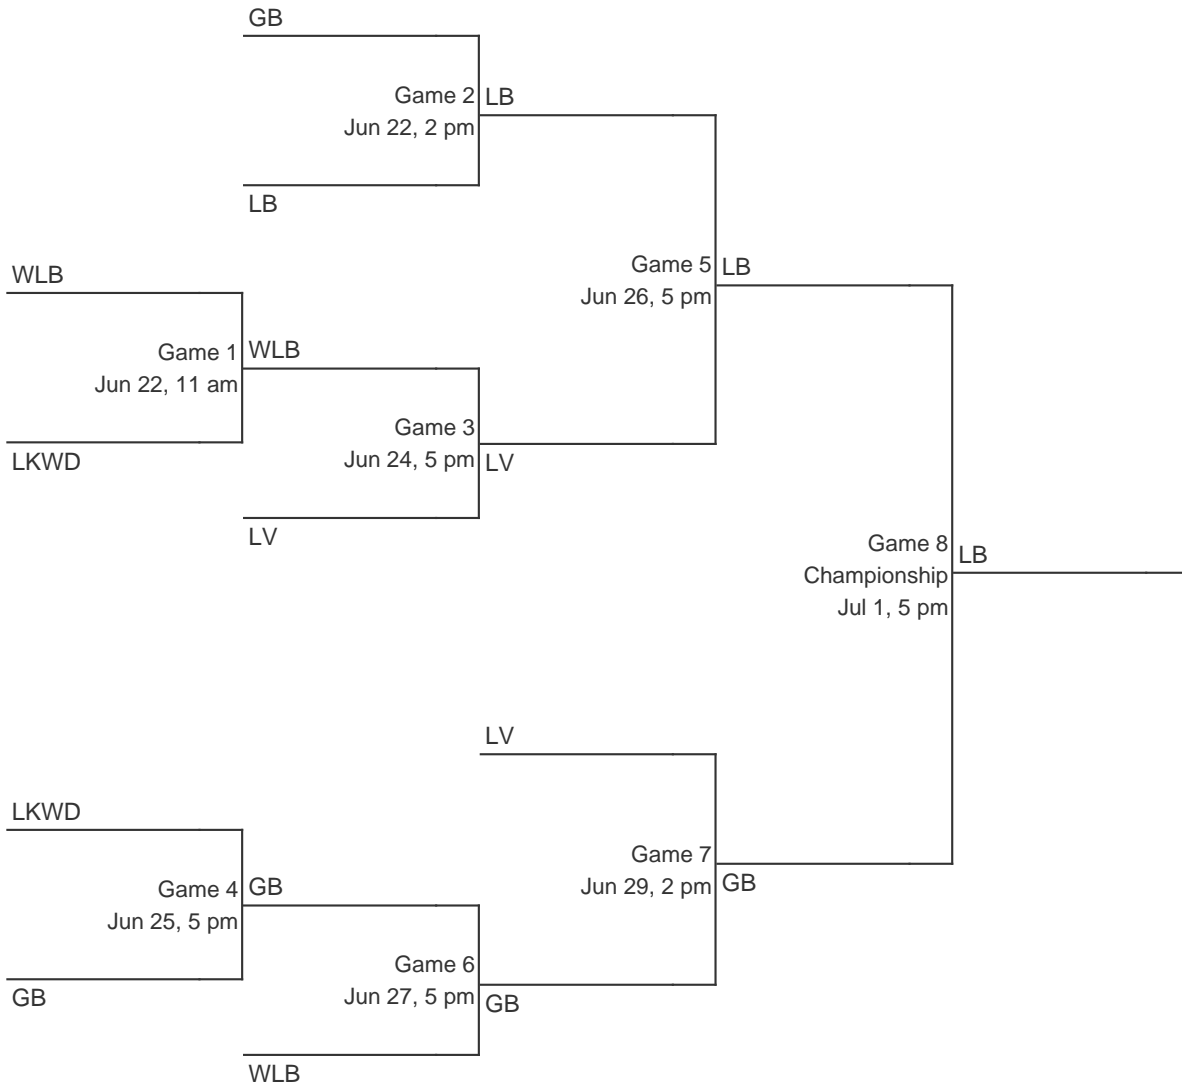 GB
Game 2
Jun 22, 2 pm
LB
LB
WLB
Game 1
Jun 22, 11 am
LKWD
WLB
Game 3
Jun 24, 5 pm
LV
LV
Game 5
Jun 26, 5 pm
LB
Game 8
Championship
Jul 1, 5 pm
LB
LV
LKWD
Game 4
Jun 25, 5 pm
GB
GB
Game 6
Jun 27, 5 pm
GB
WLB
Game 7
Jun 29, 2 pm
GB